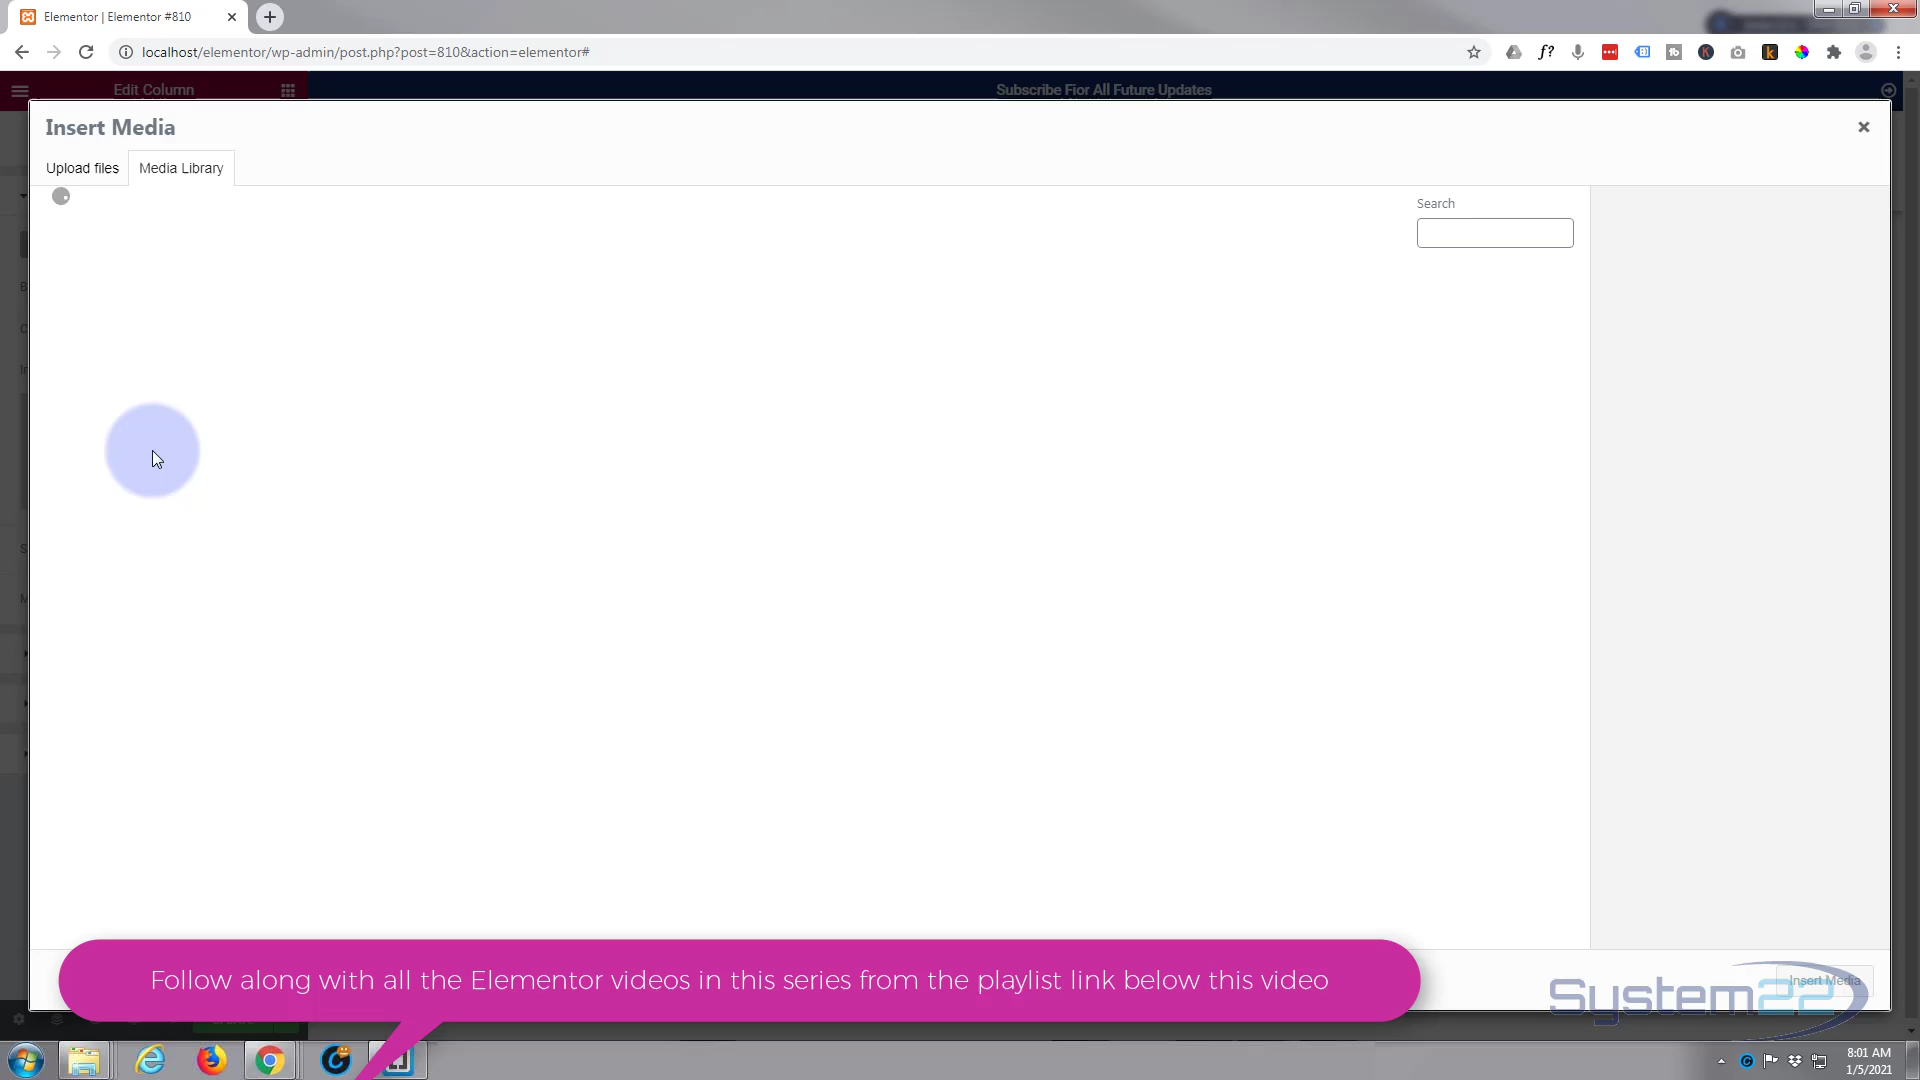 Elementor | Elementor #810
localhost/elementor/wp-admin/post.php?post=810&action=elementor#
Edit Column
Subscribe Fior All Future Updates
Insert Media
Upload files
Media Library
Search
Follow along with all the Elementor videos in this series from the playlist link below this video
Insert Media
System22
8:01 AM
1/5/2021